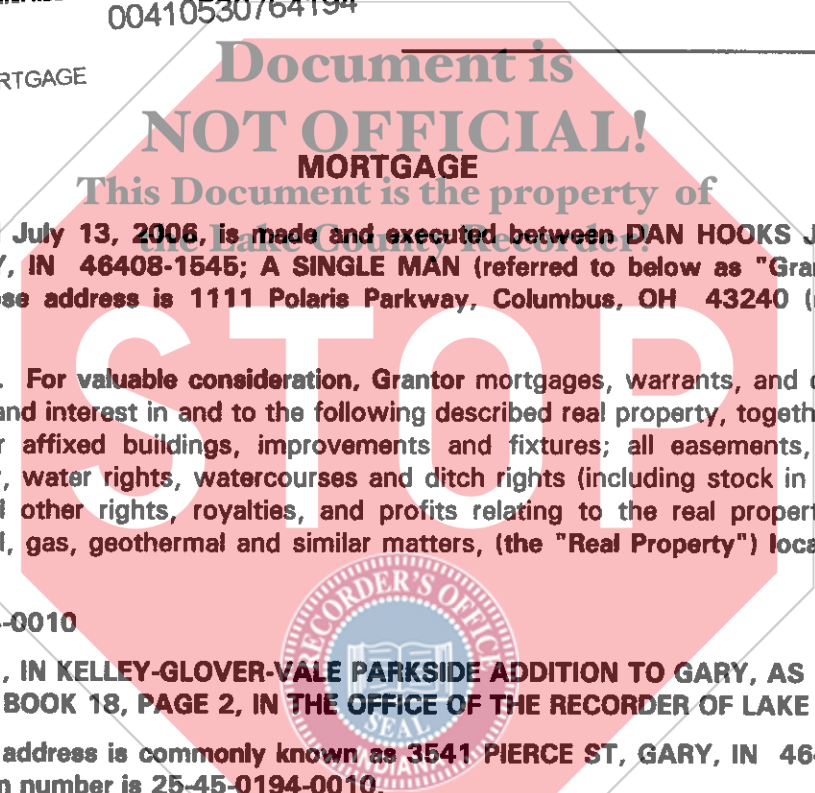 00410530764194
RTGAGE
Document is
NOT OFFICIAL!
MORTGAGE
This Document is the property of
the Lake County Recorder!
July 13, 2006, is made and executed between DAN HOOKS J
, IN 46408-1545; A SINGLE MAN (referred to below as "Gran
se address is 1111 Polaris Parkway, Columbus, OH 43240 (
STOP
. For valuable consideration, Grantor mortgages, warrants, and
and interest in and to the following described real property, togeth
r affixed buildings, improvements and fixtures; all easements,
, water rights, watercourses and ditch rights (including stock in
l other rights, royalties, and profits relating to the real propert
l, gas, geothermal and similar matters, (the "Real Property") loca
-0010
RECORDER'S OFFICE
, IN KELLEY-GLOVER-VALE PARKSIDE ADDITION TO GARY, AS
BOOK 18, PAGE 2, IN THE OFFICE OF THE RECORDER OF LAKE
SEAL
address is commonly known as 3541 PIERCE ST, GARY, IN 46
INDIANA
n number is 25-45-0194-0010.